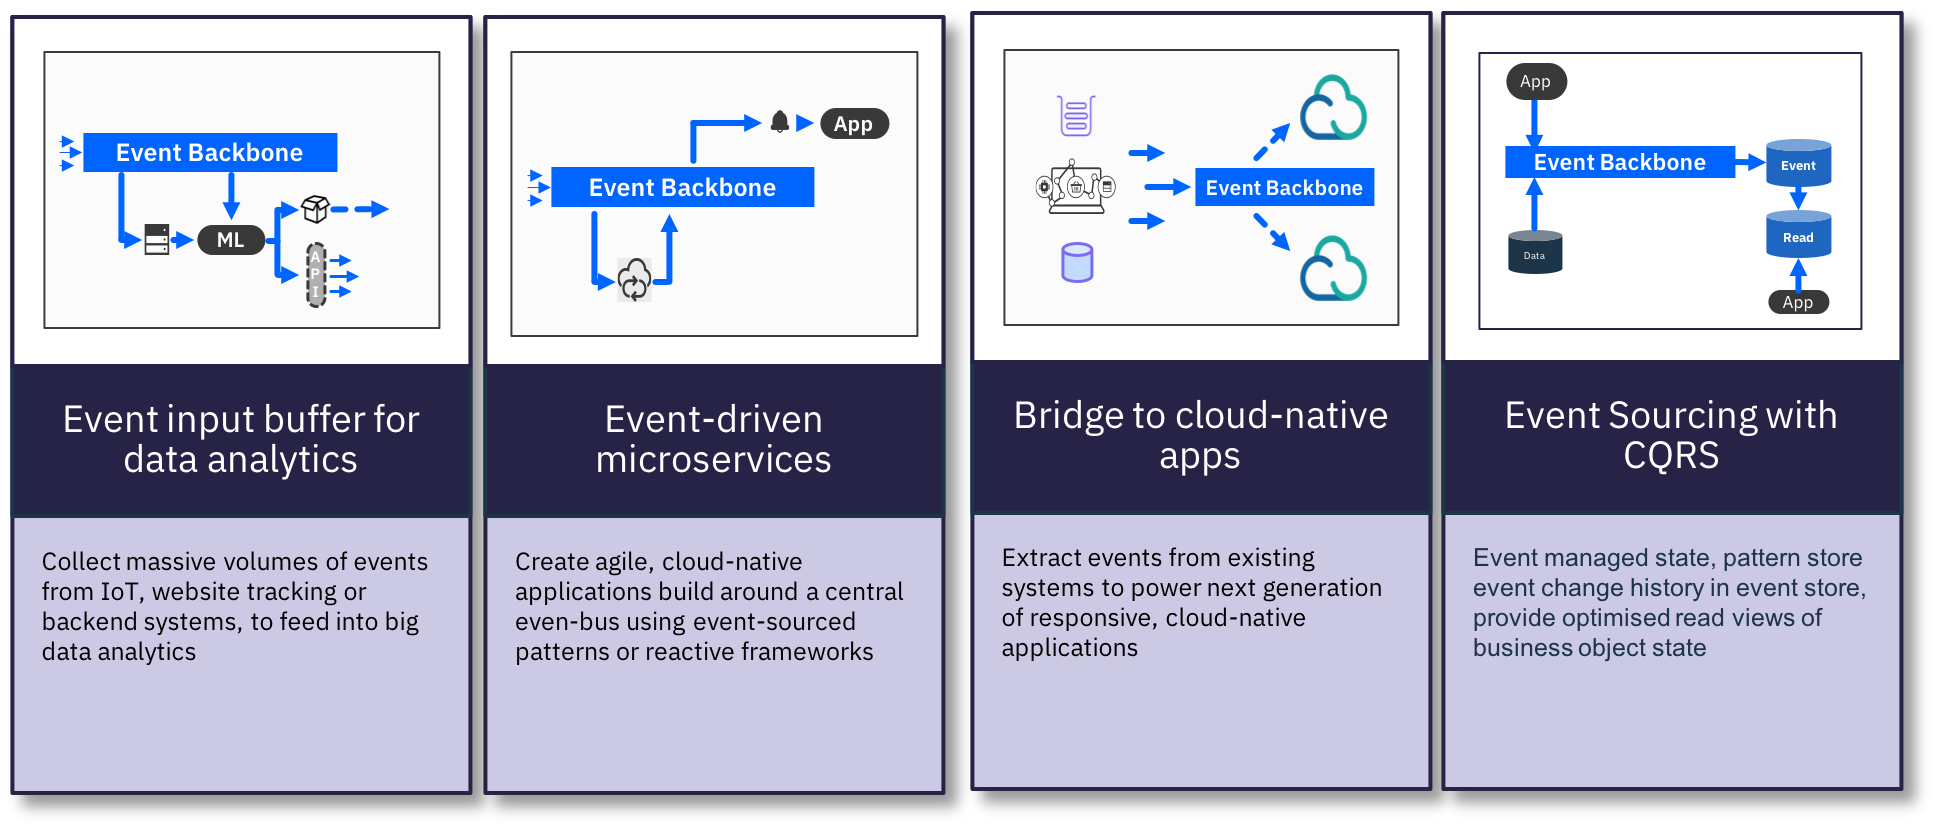 Event Backbone
ML
A
P
I
Event input buffer for
data analytics
Collect massive volumes of events
from IoT, website tracking or
backend systems, to feed into big
data analytics
App
Event Backbone
Event-driven
microservices
Create agile, cloud-native
applications build around a central
even-bus using event-sourced
patterns or reactive frameworks
Event Backbone
Bridge to cloud-native
apps
Extract events from existing
systems to power next generation
of responsive, cloud-native
applications
App
Event Backbone
Event
Read
Data
App
Event Sourcing with
CQRS
Event managed state, pattern store
event change history in event store,
provide optimised read views of
business object state